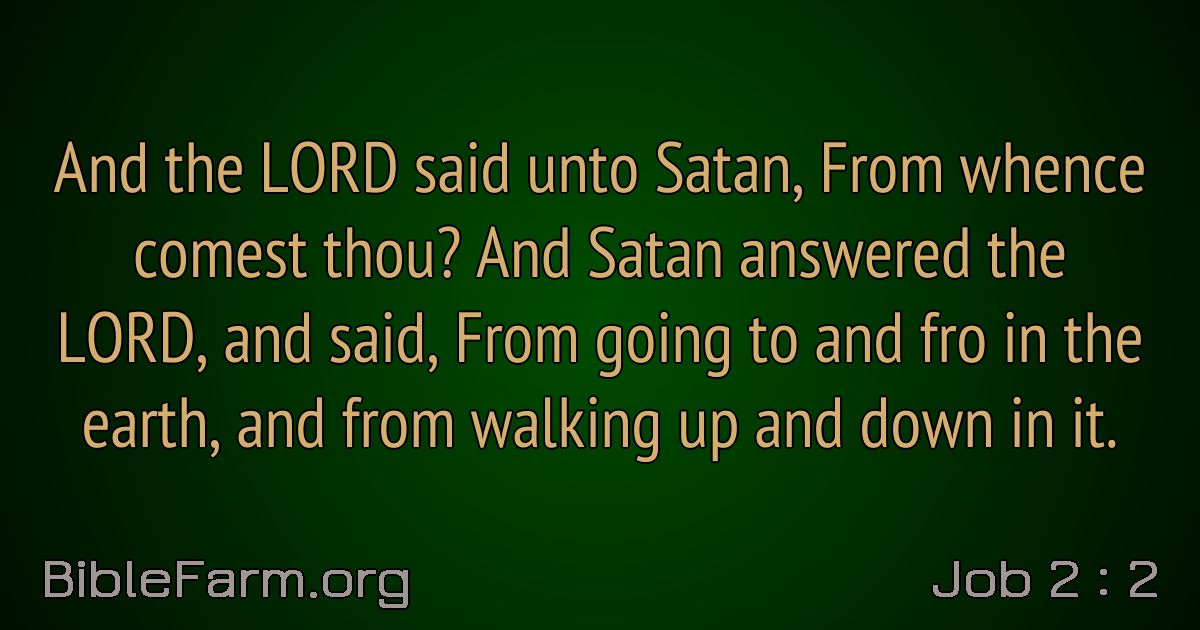 And the LORD said unto Satan, From whence
comest thou? And Satan answered the
LORD, and said, From going to and fro in the
earth, and from walking up and down in it.
BibleFarm.org
Job 2 : 2